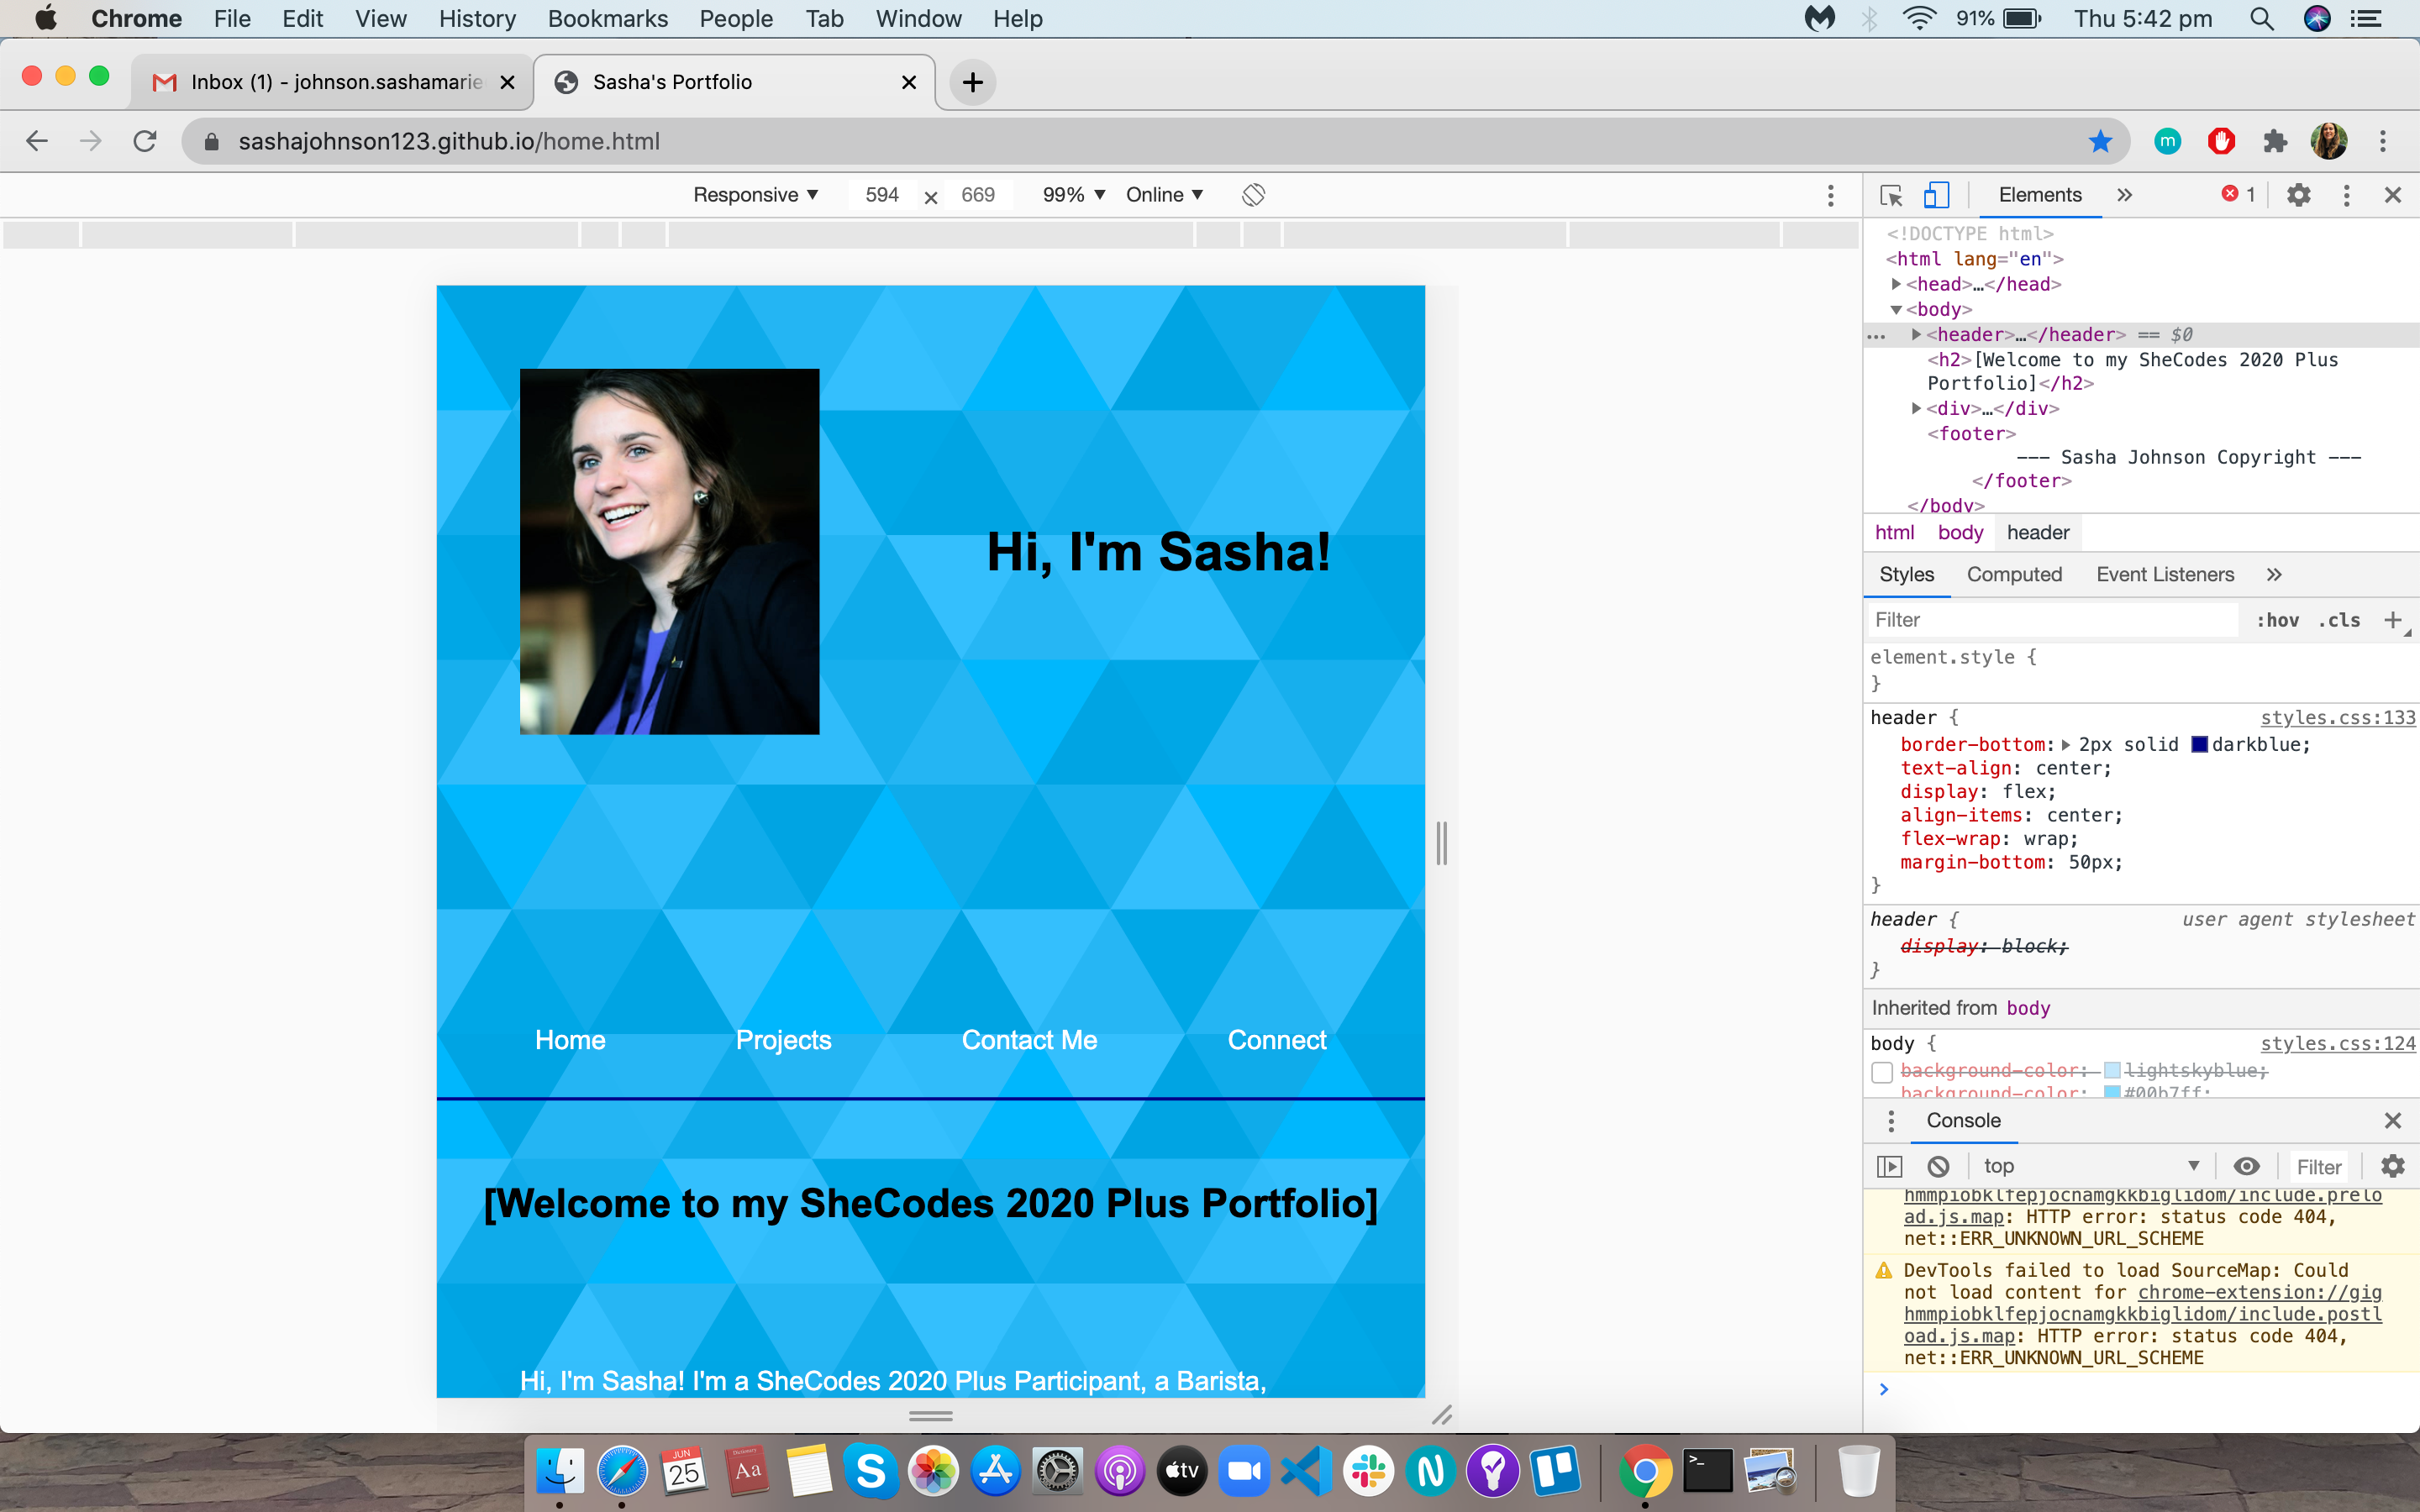 Chrome File Edit View History Bookmarks People Tab Window Help 91% Thu 5:42 pm
Inbox (1) - johnson.sashamarie Sasha's Portfolio
sashajohnson123.github.io/home.html m
Responsive ▼ 594 × 669 99% ▼ Online ▼
Elements » 1
<!DOCTYPE html>
<html lang="en">
<head>…</head>
<body>
… <header>…</header> == $0
<h2>[Welcome to my SheCodes 2020 Plus
Portfolio]</h2>
<div>…</div>
<footer>
--- Sasha Johnson Copyright ---
</footer>
</body>
html body header
Styles Computed Event Listeners »
Filter :hov .cls +
element.style {
}
header { styles.css:133
border-bottom: 2px solid darkblue;
text-align: center;
display: flex;
align-items: center;
flex-wrap: wrap;
margin-bottom: 50px;
}
header { user agent stylesheet
display: block;
}
Inherited from body
body { styles.css:124
background-color: lightskyblue;
background-color: #00b7ff;
Console
top ▼ Filter
hmmpiobklfepjocnamgkkbiglidom/include.prelo
ad.js.map: HTTP error: status code 404,
net::ERR_UNKNOWN_URL_SCHEME
DevTools failed to load SourceMap: Could
not load content for chrome-extension://gig
hmmpiobklfepjocnamgkkbiglidom/include.postl
oad.js.map: HTTP error: status code 404,
net::ERR_UNKNOWN_URL_SCHEME
>
Hi, I'm Sasha!
Home Projects Contact Me Connect
[Welcome to my SheCodes 2020 Plus Portfolio]
Hi, I'm Sasha! I'm a SheCodes 2020 Plus Participant, a Barista,
JUN
25
Dictionary
Aa
S
tv
N
>_